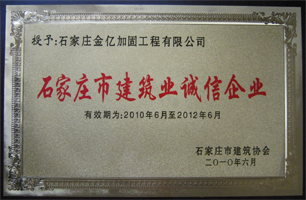 授予:石家庄金亿加固工程有限公司
石家庄市建筑业诚信企业
有效期为:2010年6月至2012年6月
石家庄市建筑协会
二〇一〇年六月